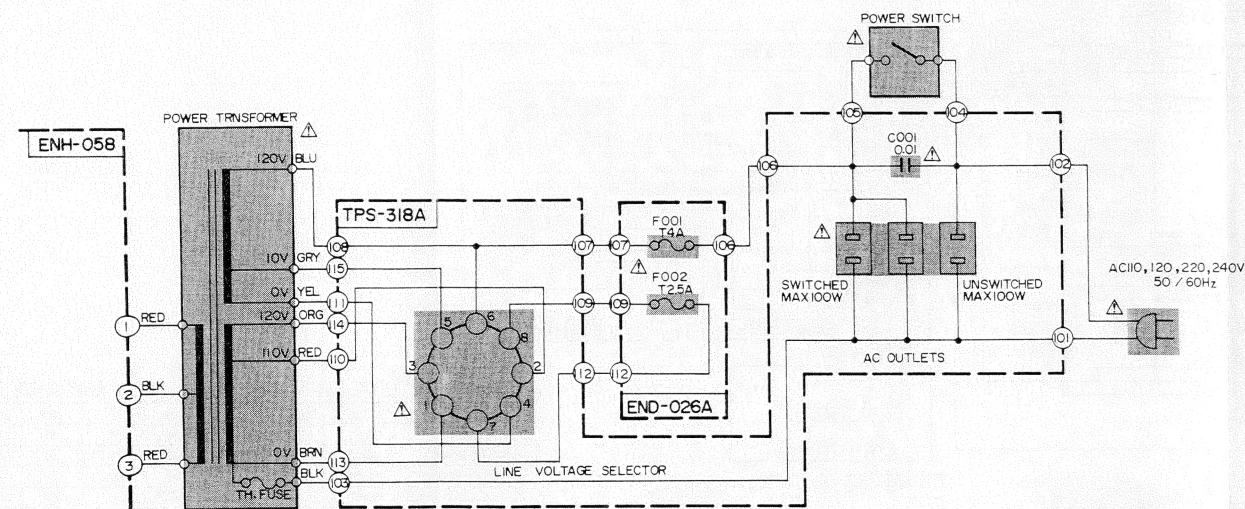 POWER SWITCH
105
104
POWER TRNSFORMER
ENH-058
120V BLU
C001
0.01
106
102
TPS-318A
108
107
107
F001
T4A
106
10V GRY
115
F002
T2.5A
SWITCHED
MAX100W
UNSWITCHED
MAX100W
AC110,120,220,240V
50/60Hz
0V YEL
111
109
109
120V ORG
114
1 RED
5
6
8
110V RED
110
3
2
112
112
AC OUTLETS
101
2 BLK
1
7
4
END-026A
0V BRN
113
3 RED
BLK
103
LINE VOLTAGE SELECTOR
TH. FUSE